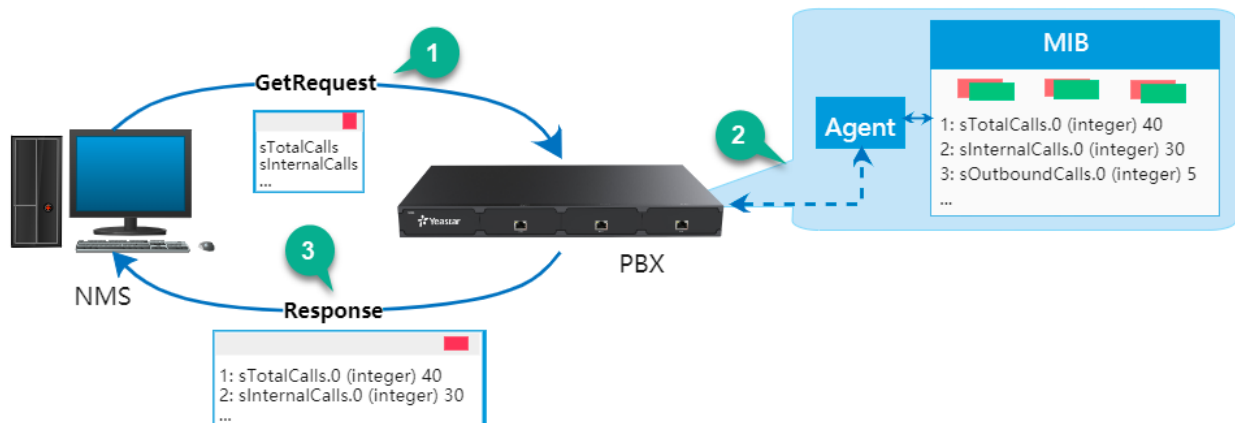 1
GetRequest
sTotalCalls
sInternalCalls
...
NMS
Yeastar
PBX
2
Agent
MIB
1: sTotalCalls.0 (integer) 40
2: sInternalCalls.0 (integer) 30
3: sOutboundCalls.0 (integer) 5
...
3
Response
1: sTotalCalls.0 (integer) 40
2: sInternalCalls.0 (integer) 30
...